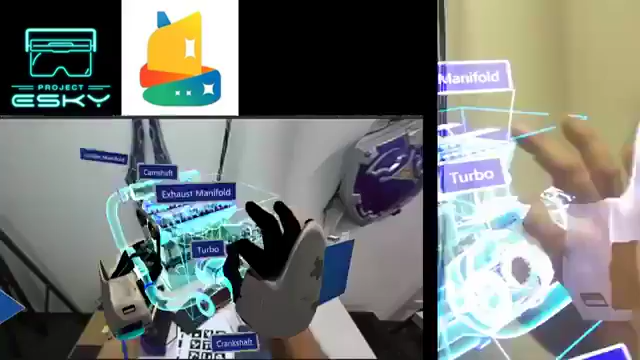 PROJECT
ESKY
Manifold
Camshaft
Exhaust Manifold
Turbo
Turbo
Crankshaft